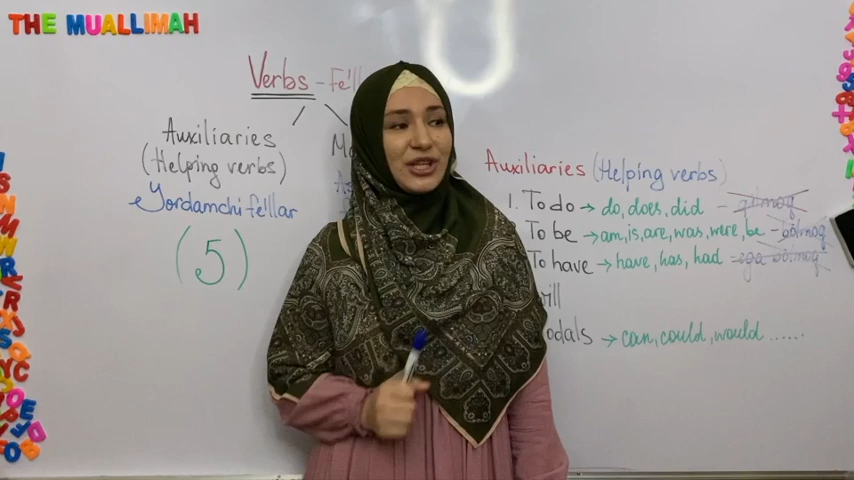 THE MUALLIMAH
Verbs - Fe'l
Auxiliaries
(Helping verbs)
Yordamchi fe'llar
(5)
Auxiliaries (Helping verbs)
1. To do → do, does, did - qilmoq
To be → am, is, are, was, were, be - bo'lmoq
To have → have, has, had - ega bo'lmoq
ill
odals → can, could, would ......